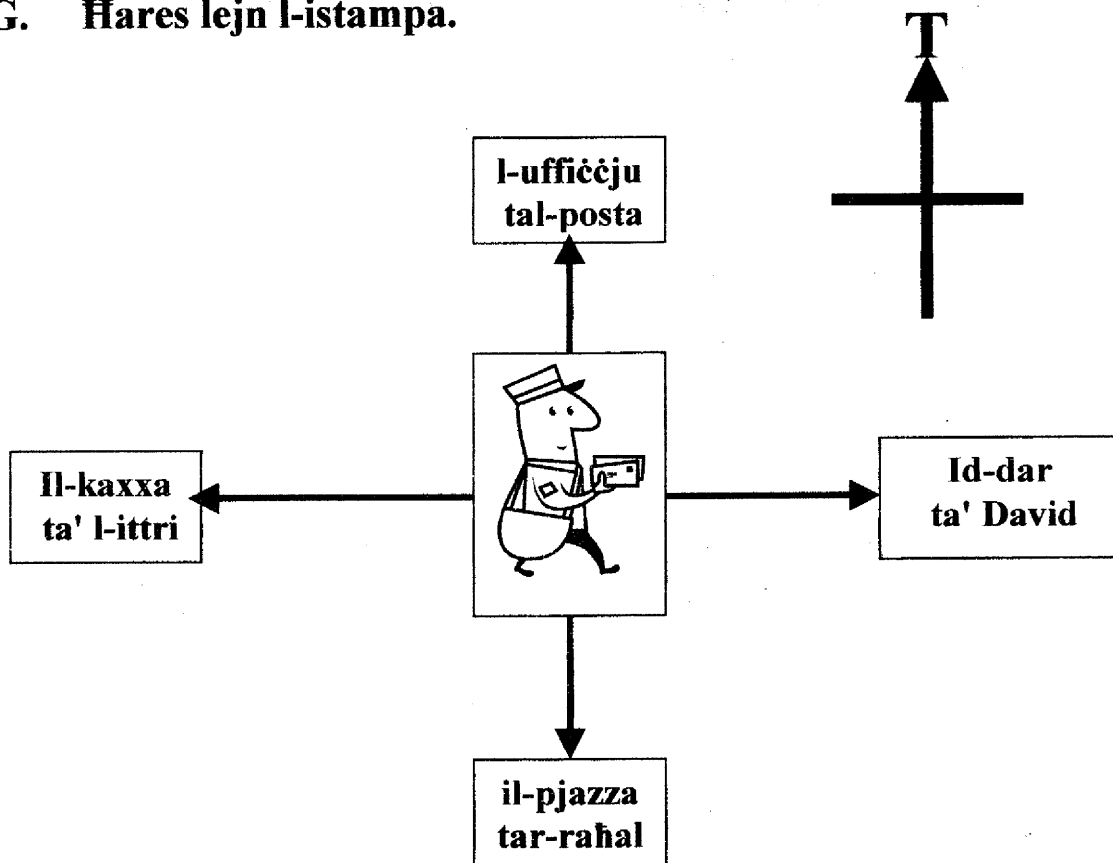 G. Ħares lejn l-istampa.
T
l-uffiċċju
tal-posta
Il-kaxxa
ta' l-ittri
Id-dar
ta' David
il-pjazza
tar-raħal